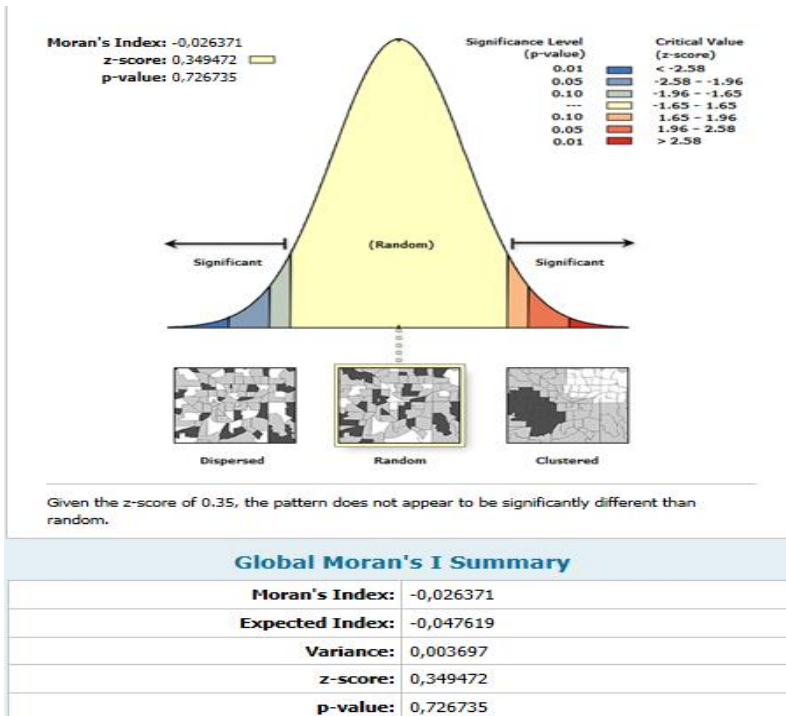 Moran's Index: -0,026371
z-score: 0,349472
p-value: 0,726735
Significance Level
(p-value)
Critical Value
(z-score)
0.01 < -2.58
0.05 -2.58 - -1.96
0.10 -1.96 - -1.65
--- -1.65 - 1.65
0.10 1.65 - 1.96
0.05 1.96 - 2.58
0.01 > 2.58
(Random)
Significant
Significant
Dispersed
Random
Clustered
Given the z-score of 0.35, the pattern does not appear to be significantly different than
random.
Global Moran's I Summary
Moran's Index: -0,026371
Expected Index: -0,047619
Variance: 0,003697
z-score: 0,349472
p-value: 0,726735